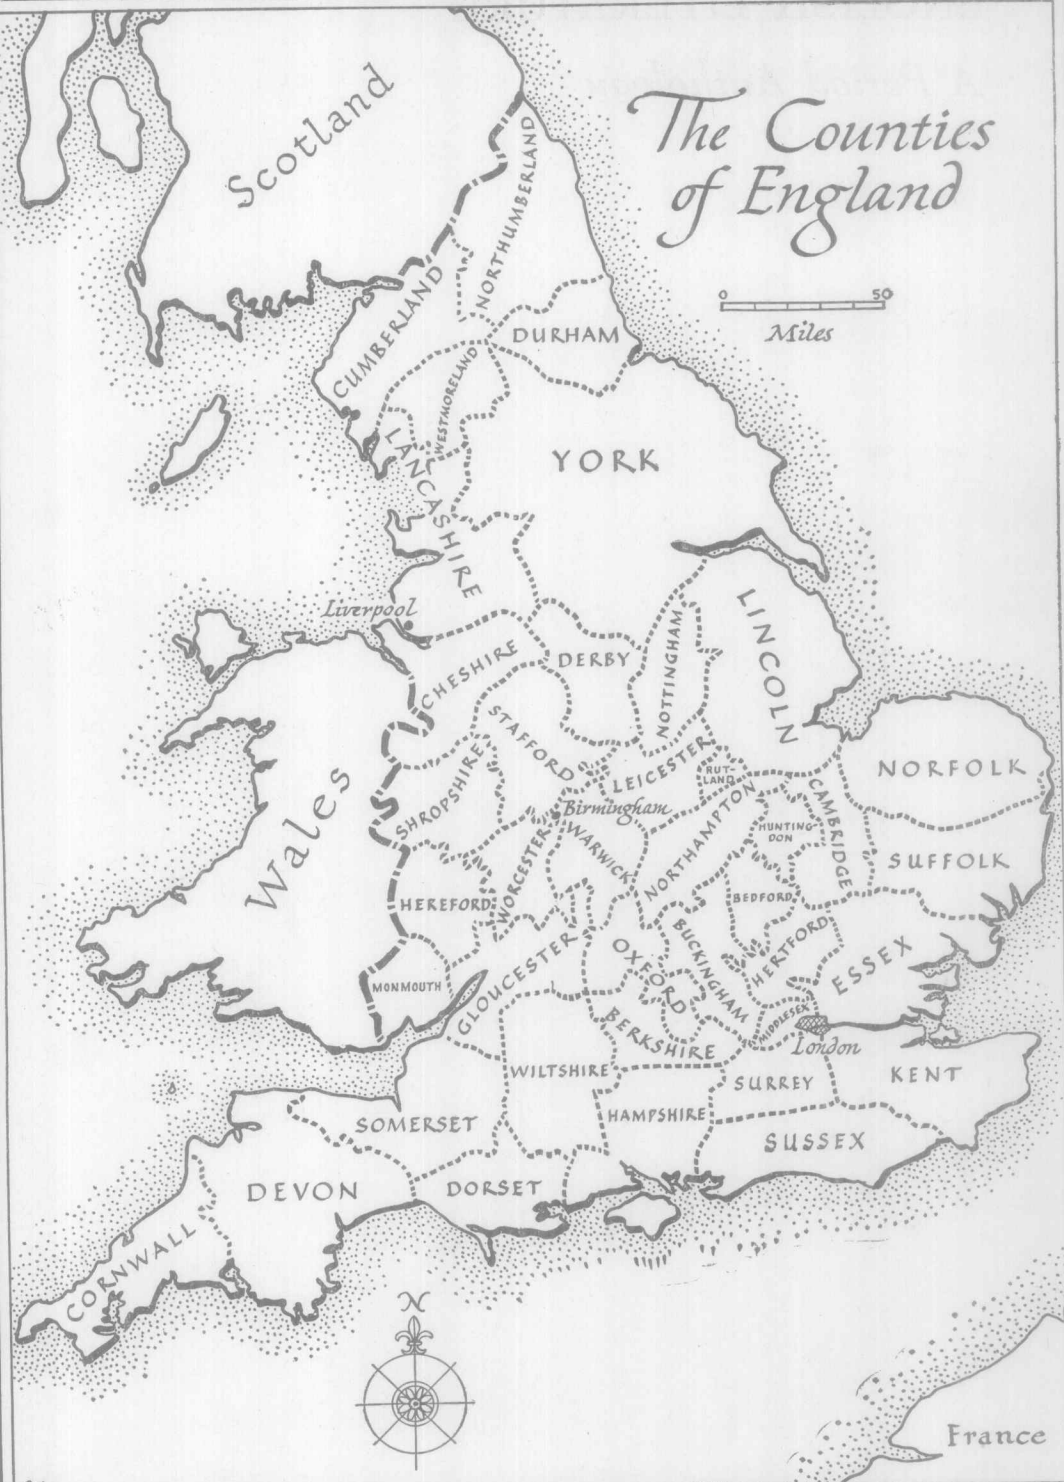 The Counties
of England
0 50
Miles
Scotland
NORTHUMBERLAND
CUMBERLAND
DURHAM
WESTMORELAND
LANCASHIRE
YORK
Liverpool
CHESHIRE
DERBY
NOTTINGHAM
LINCOLN
STAFFORD
SHROPSHIRE
LEICESTER
RUT-
LAND
NORFOLK
Birmingham
Wales
WORCESTER
WARWICK
NORTHAMPTON
HUNTING-
DON
CAMBRIDGE
SUFFOLK
HEREFORD
BEDFORD
MONMOUTH
GLOUCESTER
OXFORD
BUCKINGHAM
HERTFORD
ESSEX
MIDDLESEX
London
BERKSHIRE
WILTSHIRE
SURREY
KENT
SOMERSET
HAMPSHIRE
SUSSEX
DEVON
DORSET
CORNWALL
N
France